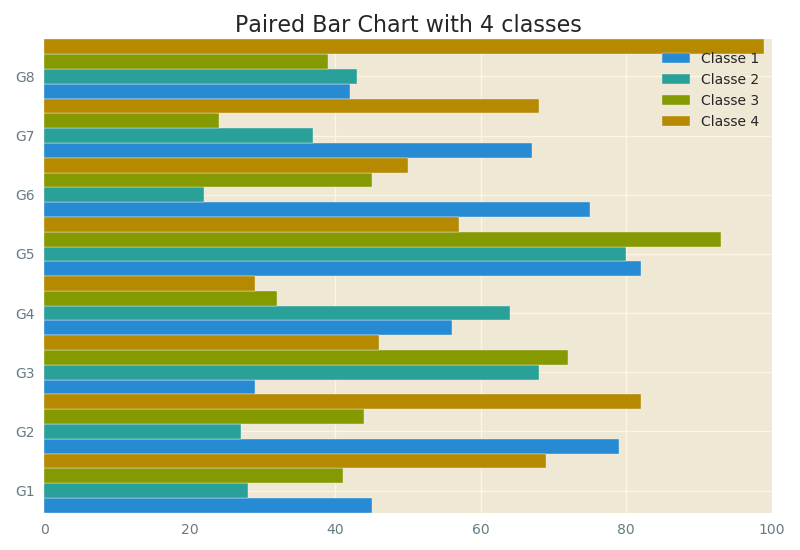 Paired Bar Chart with 4 classes
Classe 1
Classe 2
Classe 3
Classe 4
G8
G7
G6
G5
G4
G3
G2
G1
0 20 40 60 80 100